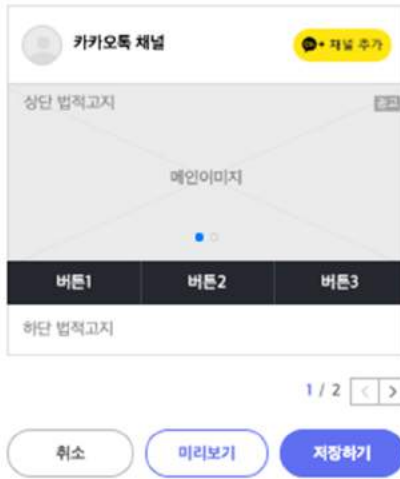 카카오톡 채널
Ch+ 채널 추가
상단 법적고지
광고
메인이미지
버튼1 버튼2 버튼3
하단 법적고지
1 / 2 < >
취소 미리보기 저장하기